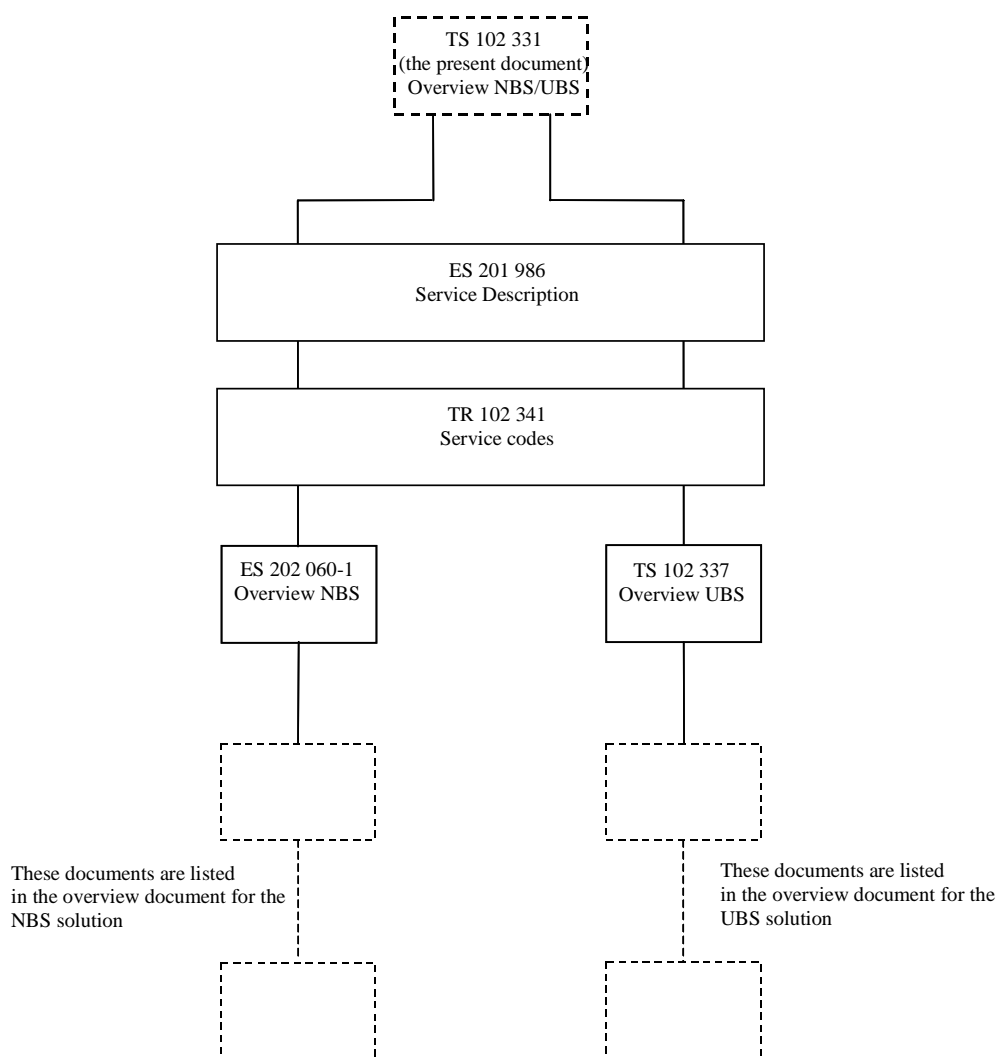 TS 102 331
(the present document)
Overview NBS/UBS
ES 201 986
Service Description
TR 102 341
Service codes
ES 202 060-1
Overview NBS
TS 102 337
Overview UBS
These documents are listed
in the overview document for the
NBS solution
These documents are listed
in the overview document for the
UBS solution